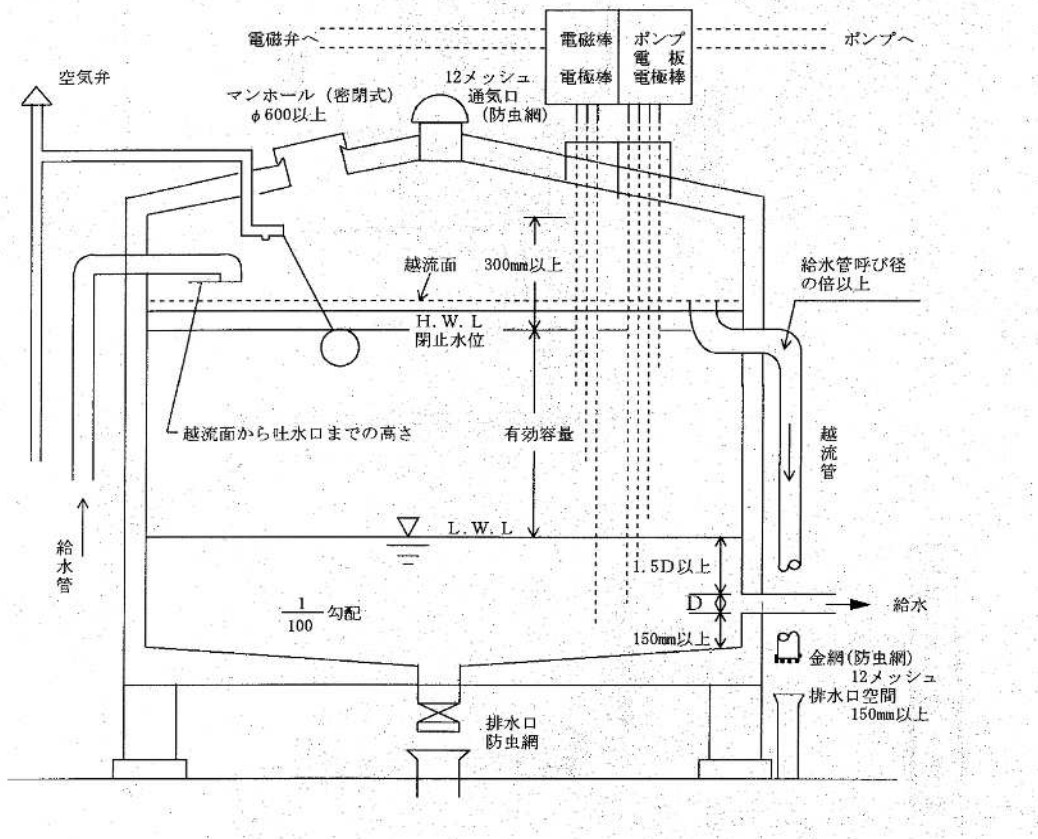 電磁弁へ
電磁棒
電極棒
ポンプ
電板
電極棒
ポンプへ
空気弁
マンホール (密閉式)
φ600以上
12メッシュ
通気口
(防虫網)
越流面
300㎜以上
給水管呼び径
の倍以上
H.W.L
閉止水位
越流面から吐水口までの高さ
有効容量
越流管
L.W.L
給水管
1.5D以上
D
給水
1
100
勾配
150㎜以上
金網(防虫網)
12メッシュ
排水口空間
150㎜以上
排水口
防虫網